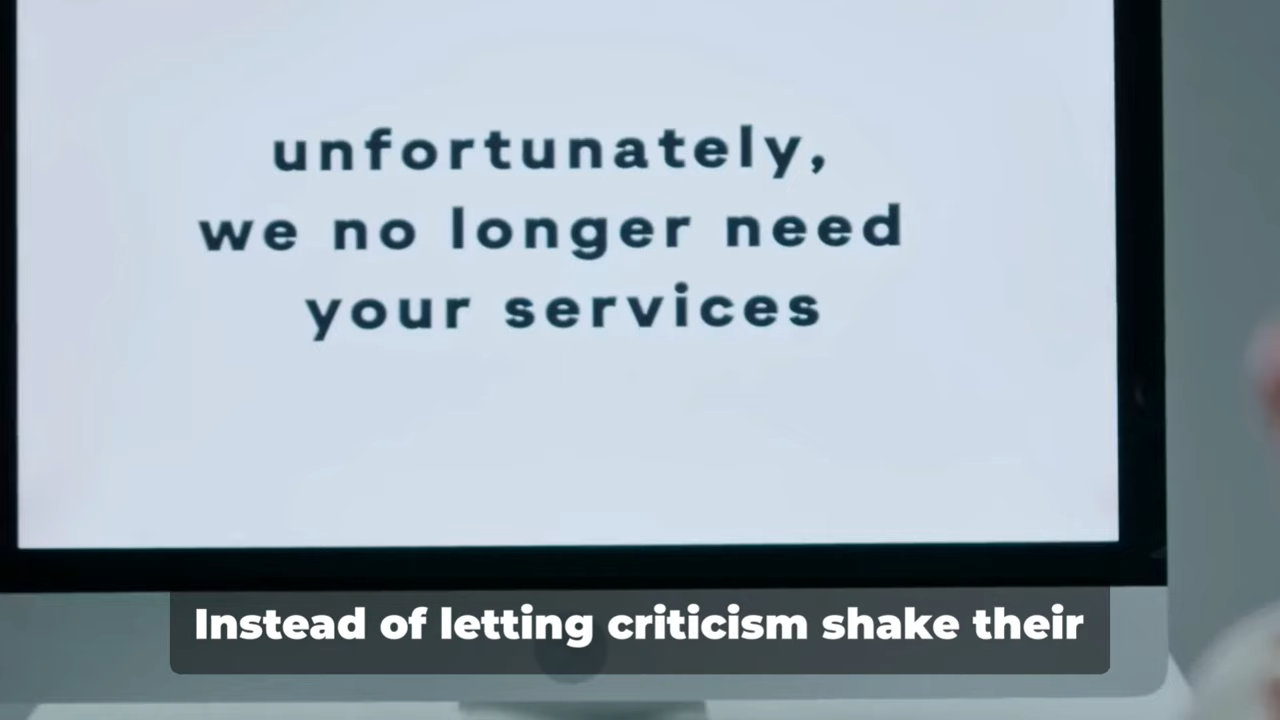 unfortunately,
we no longer need
your services
Instead of letting criticism shake their